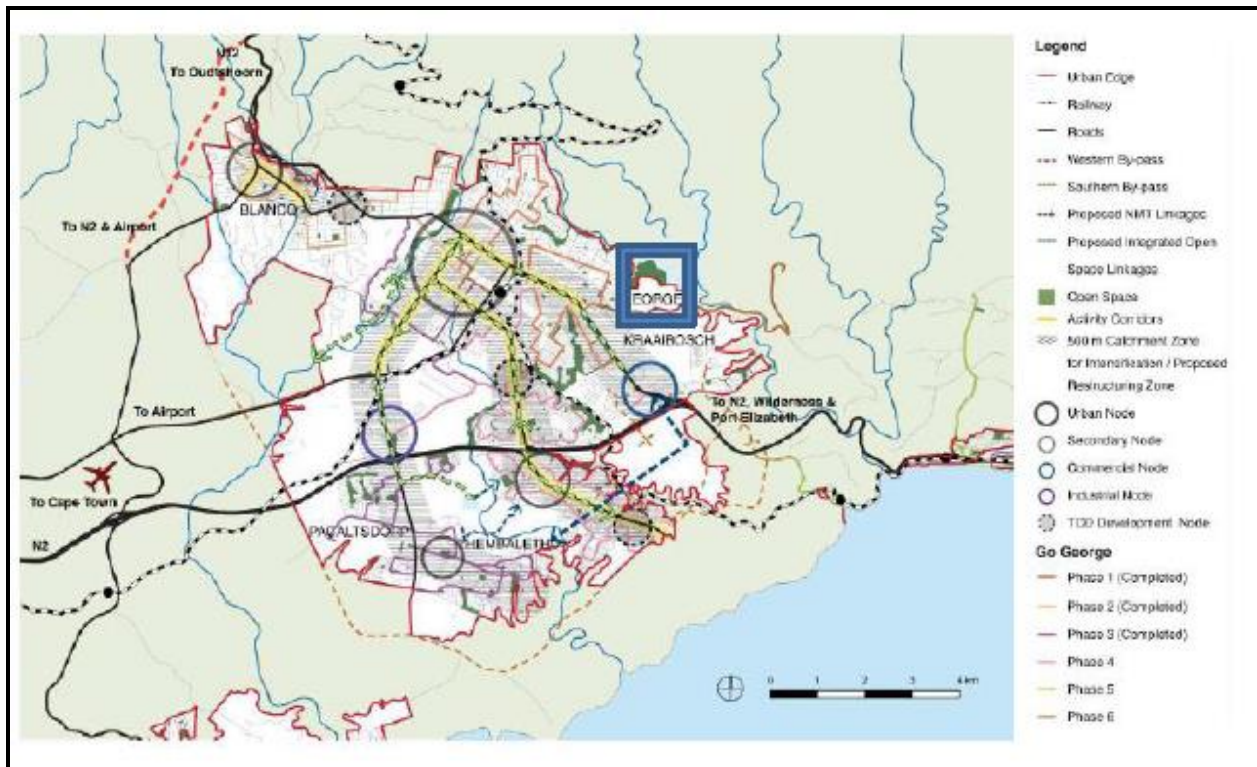 N12
To Oudtshoorn
BLANCO
To N2 & Airport
EORGE
KRAAIBOSCH
To N2, Wilderness &
Port Elizabeth
To Airport
To Cape Town
N2
PACALTSDORP
THEMBALETHU
0 1 2 3 4 km
Legend
Urban Edge
Railway
Roads
Western By-pass
Southern By-pass
Proposed NMT Linkages
Proposed Integrated Open
Space Linkages
Open Space
Activity Corridors
500 m Catchment Zone
for Intensification / Proposed
Restructuring Zone
Urban Node
Secondary Node
Commercial Node
Industrial Node
TOD Development Node
Go George
Phase 1 (Completed)
Phase 2 (Completed)
Phase 3 (Completed)
Phase 4
Phase 5
Phase 6